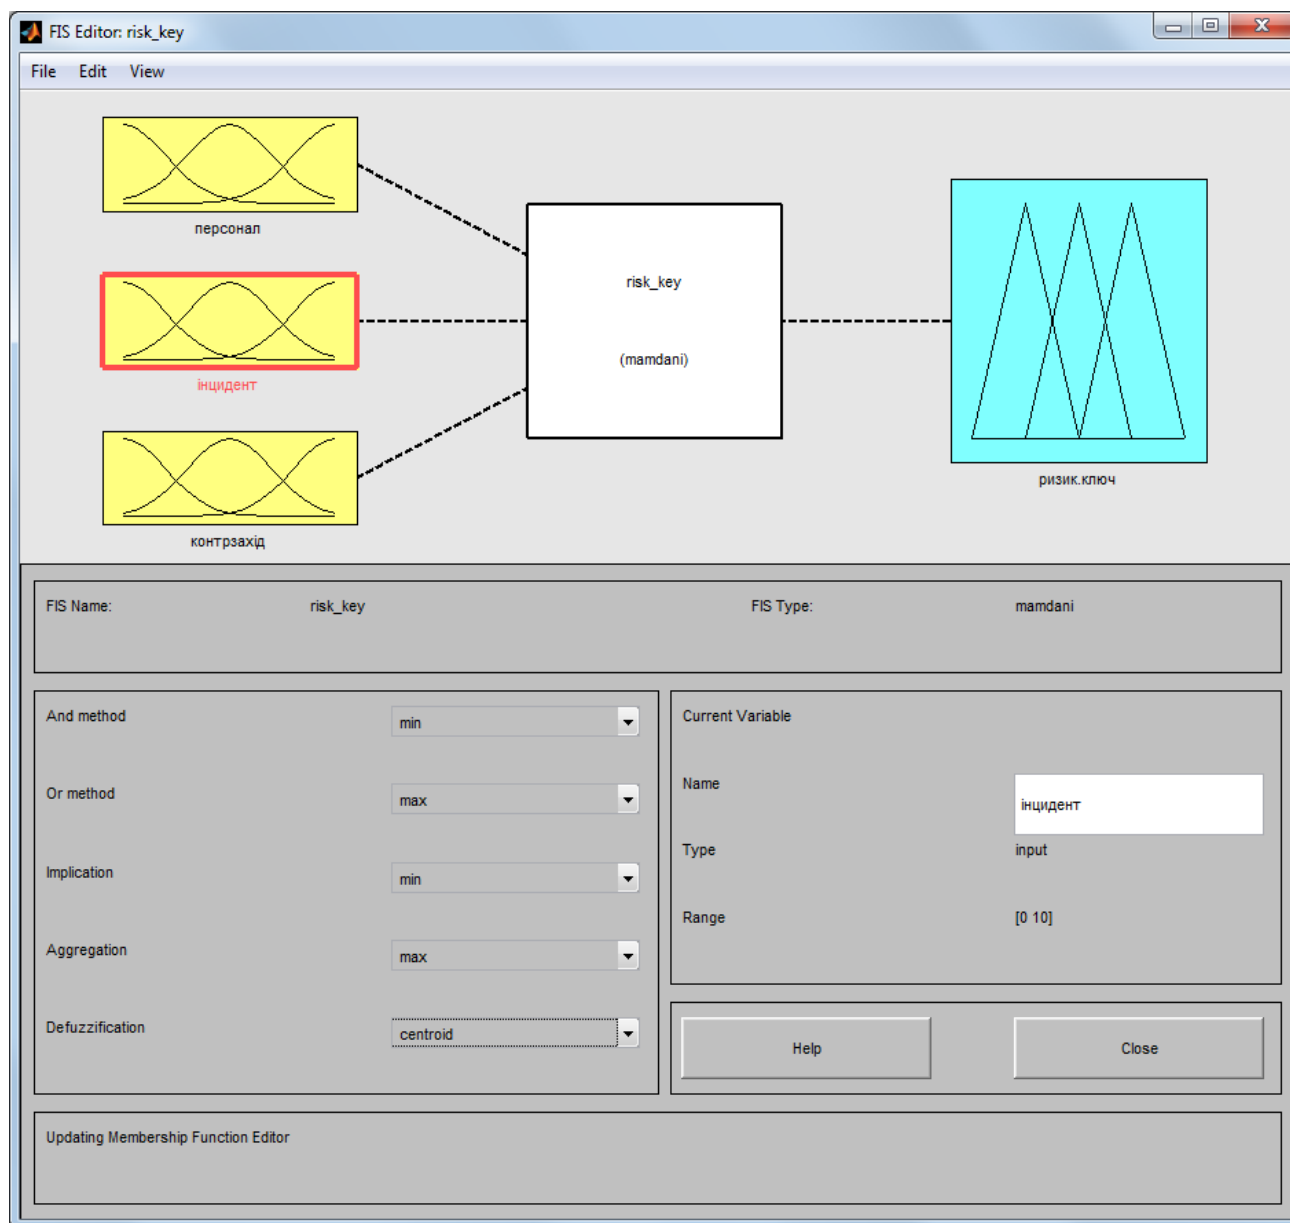 FIS Editor: risk_key
File Edit View
персонал
інцидент
контрзахід
risk_key
(mamdani)
ризик.ключ
FIS Name: risk_key FIS Type: mamdani
And method min
Or method max
Implication min
Aggregation max
Defuzzification centroid
Current Variable
Name інцидент
Type input
Range [0 10]
Help Close
Updating Membership Function Editor